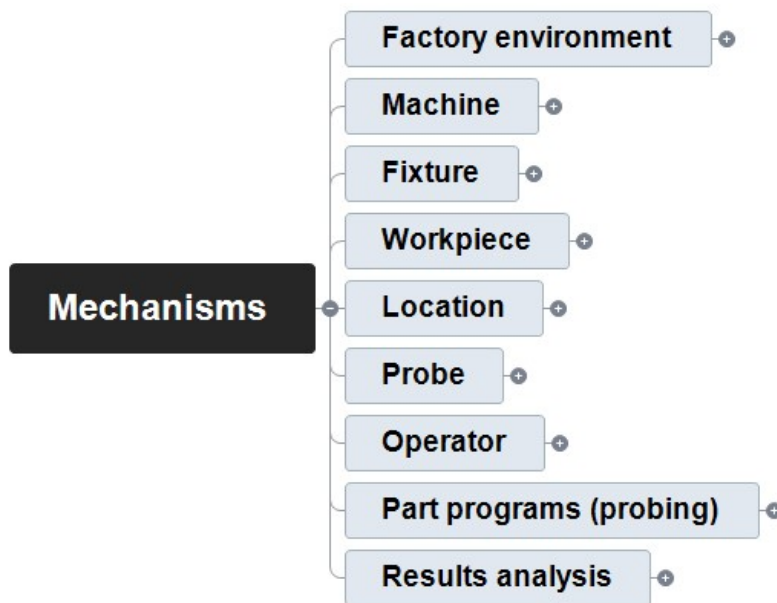 Factory environment
Machine
Fixture
Workpiece
Mechanisms
Location
Probe
Operator
Part programs (probing)
Results analysis